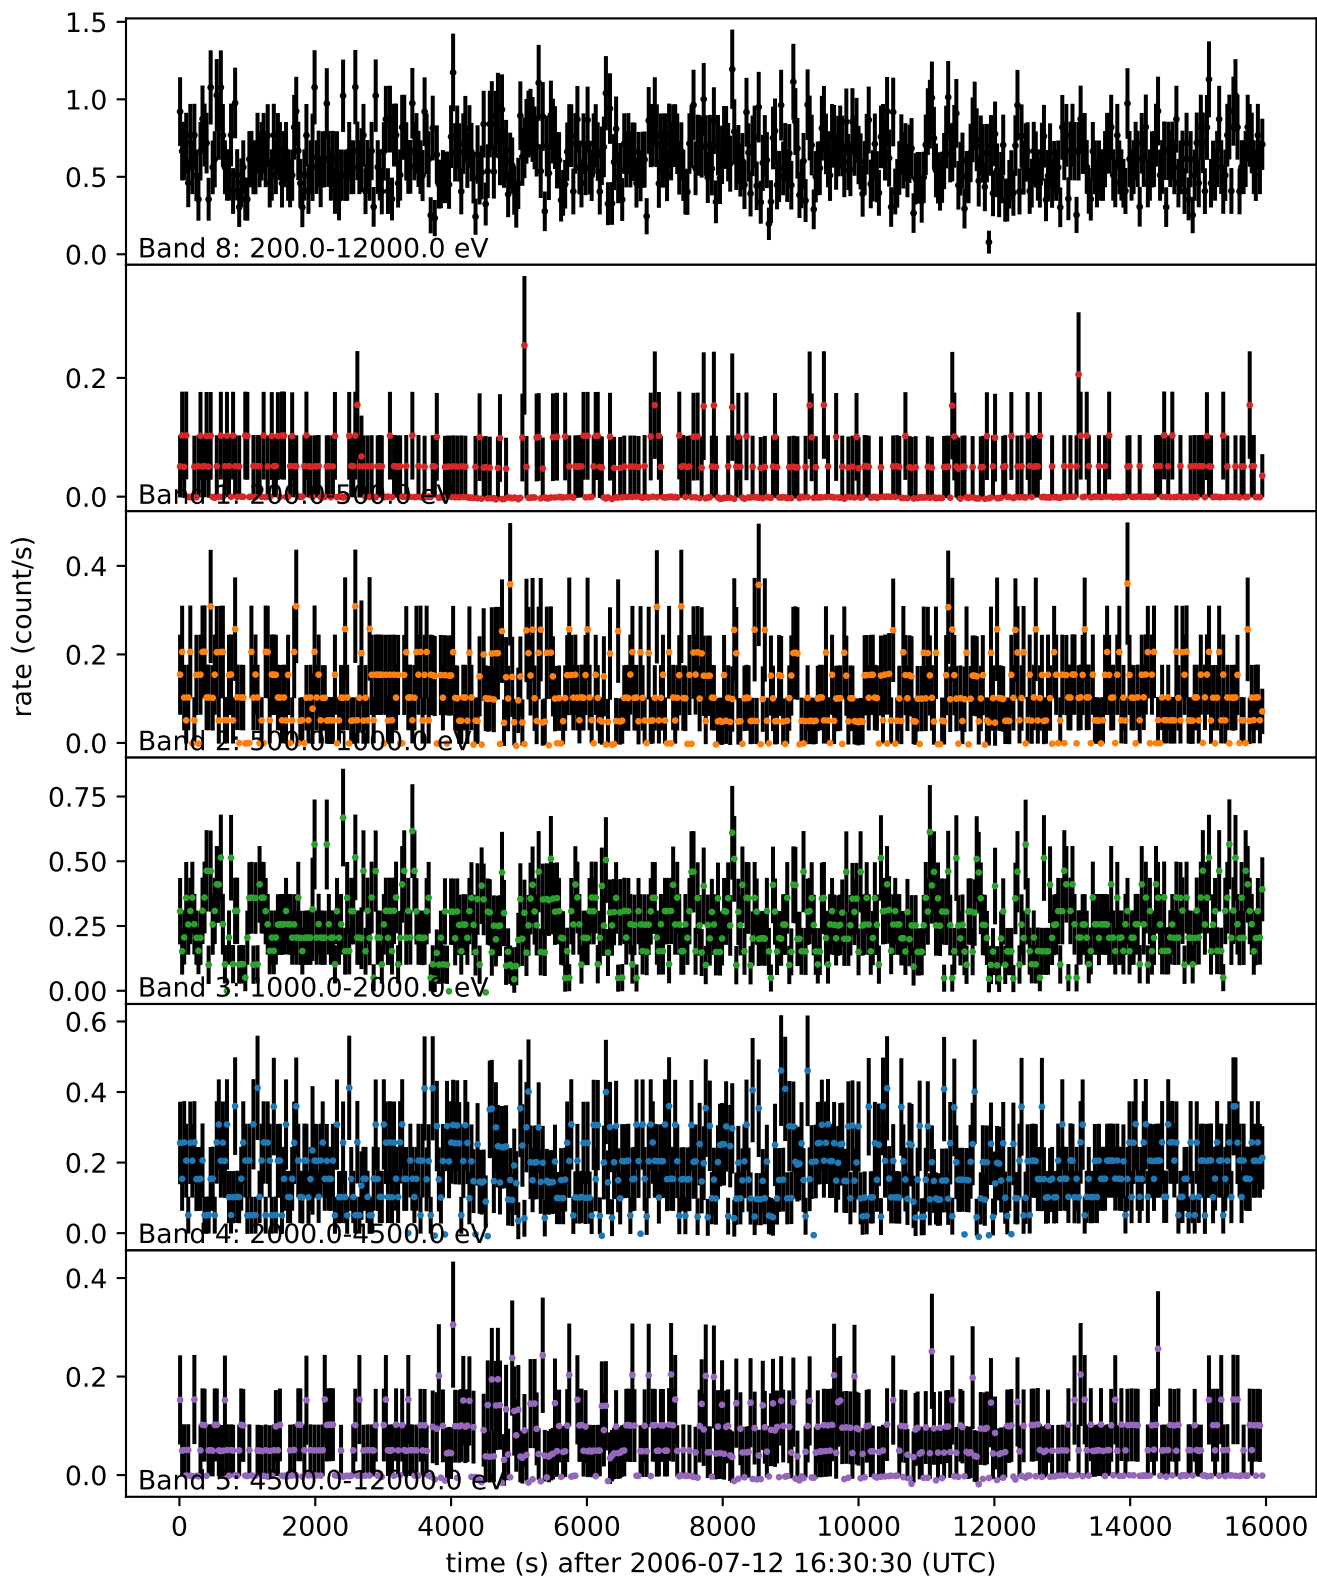 1.5
1.0
0.5
0.0
Band 8: 200.0-12000.0 eV
0.2
0.0
Band 1: 200.0-500.0 eV
0.4
0.2
0.0
Band 2: 500.0-1000.0 eV
rate (count/s)
0.75
0.50
0.25
0.00
Band 3: 1000.0-2000.0 eV
0.6
0.4
0.2
0.0
Band 4: 2000.0-4500.0 eV
0.4
0.2
0.0
Band 5: 4500.0-12000.0 eV
0 2000 4000 6000 8000 10000 12000 14000 16000
time (s) after 2006-07-12 16:30:30 (UTC)